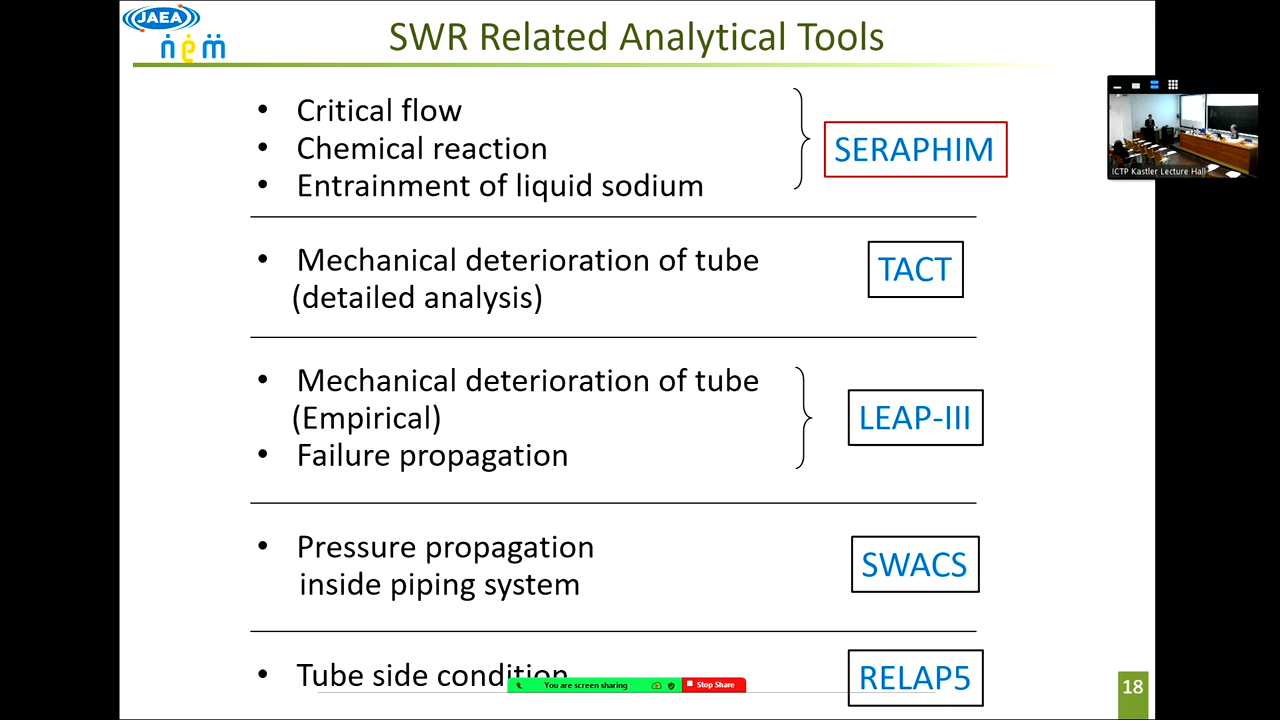 JAEA
SWR Related Analytical Tools
• Critical flow
• Chemical reaction
• Entrainment of liquid sodium
SERAPHIM
• Mechanical deterioration of tube
(detailed analysis)
TACT
• Mechanical deterioration of tube
(Empirical)
• Failure propagation
LEAP-III
• Pressure propagation
inside piping system
SWACS
• Tube side condition
RELAP5
You are screen sharing
Stop Share
18
ICTP Kastler Lecture Hall